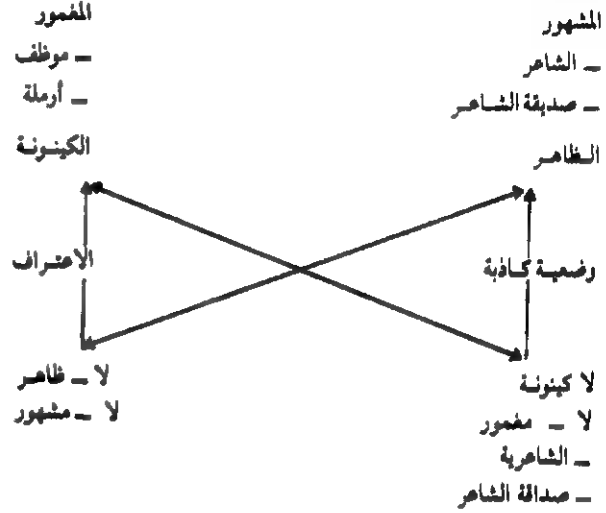 المشهور
ـ الشاعر
ـ صديقة الشاعر
الظاهر
المغمور
ـ موظف
ـ أرملة
الكينونة
وضعية كاذبة
الاعتراف
لا كينونة
لا ـ مغمور
ـ الشاعرية
ـ صداقة الشاعر
لا ـ ظاهر
لا ـ مشهور